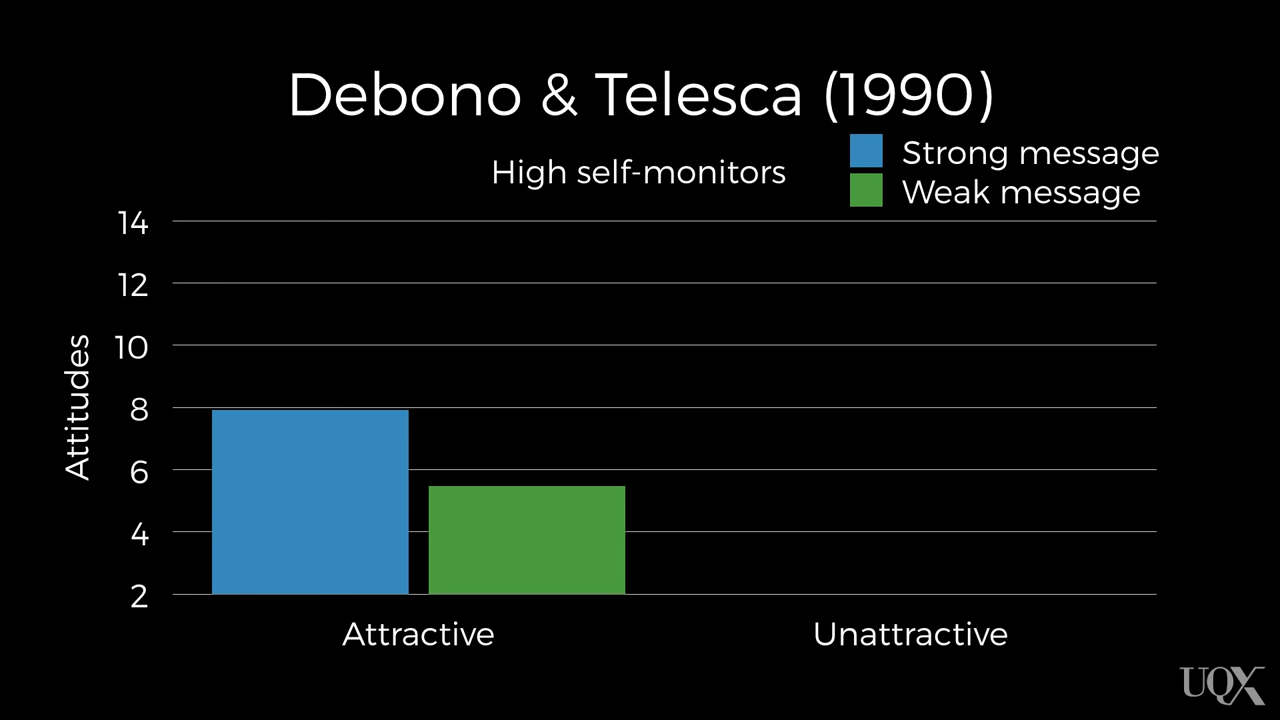 Debono & Telesca (1990)
High self-monitors
Strong message
Weak message
14
12
10
8
6
4
2
Attitudes
Attractive
Unattractive
UQX